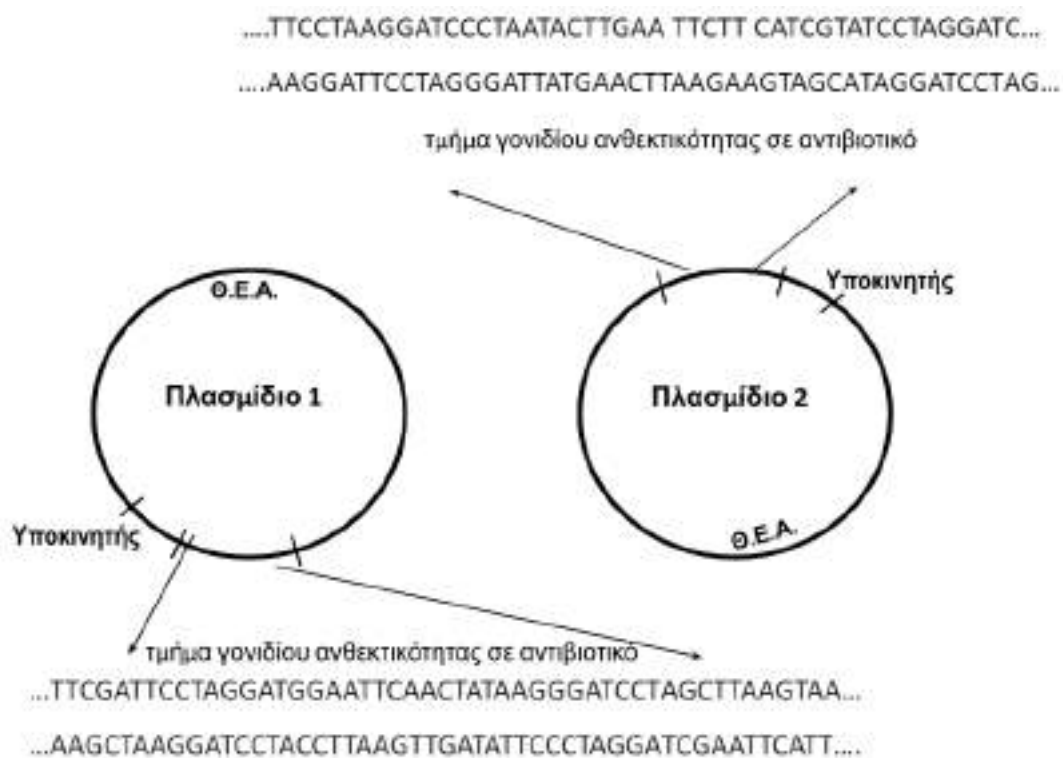 ....TTCCTAAGGATCCCTAATACTTGAA TTCTT CATCGTATCCTAGGATC...
....AAGGATTCCTAGGGATTATGAACTTAAGAAGTAGCATAGGATCCTAG...
τμήμα γονιδίου ανθεκτικότητας σε αντιβιοτικό
Θ.Ε.Α.
Υποκινητής
Πλασμίδιο 1
Πλασμίδιο 2
Υποκινητής
Θ.Ε.Α.
τμήμα γονιδίου ανθεκτικότητας σε αντιβιοτικό
...TTCGATTCCTAGGATGGAATTCAACTATAAGGGATCCTAGCTTAAGTAA...
...AAGCTAAGGATCCTACCTTAAGTTGATATTCCCTAGGATCGAATTCATT....